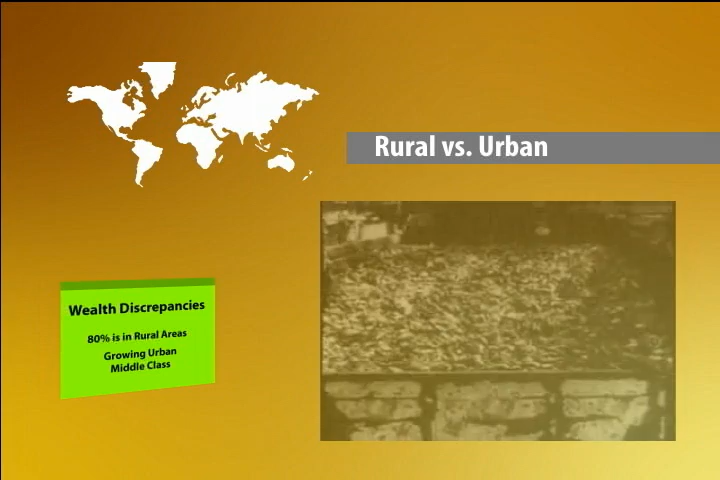 Rural vs. Urban
Wealth Discrepancies
80% is in Rural Areas
Growing Urban
Middle Class